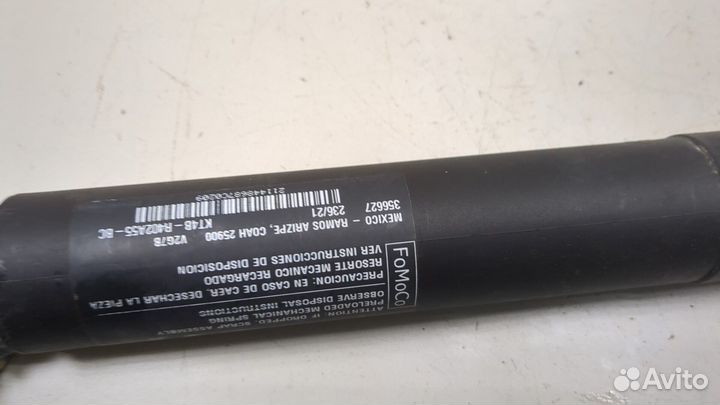 FoMoCo
ATTENTION: IF DROPPED, SCRAP ASSEMBLY
PRELOADED MECHANICAL SPRING
OBSERVE DISPOSAL INSTRUCTIONS
PRECAUCION: EN CASO DE CAER, DESECHAR LA PIEZA
RESORTE MECANICO RECARGADO
VER INSTRUCCIONES DE DISPOSICION
MEXICO - RAMOS ARIZPE, COAH 25900 V2G7B
356627
236/21
KT4B-R402A55-BC
211448687C0209
Avito